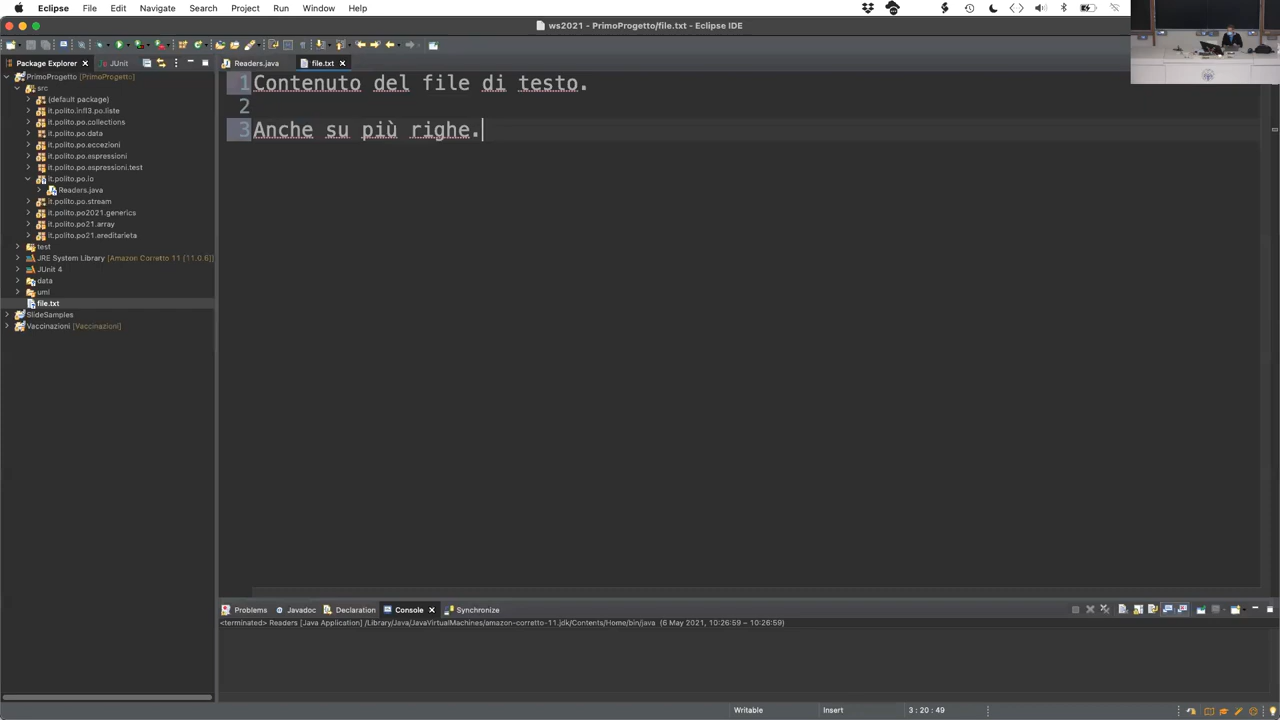 Eclipse File Edit Navigate Search Project Run Window Help
ws2021 - PrimoProgetto/file.txt - Eclipse IDE
Package Explorer
JUnit
Readers.java
file.txt
PrimoProgetto [PrimoProgetto]
src
(default package)
it.polito.inf13.po.liste
it.polito.po.collections
it.polito.po.data
it.polito.po.eccezioni
it.polito.po.espressioni
it.polito.po.espressioni.test
it.polito.po.io
Readers.java
it.polito.po.stream
it.polito.po2021.generics
it.polito.po21.array
it.polito.po21.ereditarieta
test
JRE System Library [Amazon Corretto 11 [11.0.6]]
JUnit 4
data
uml
file.txt
SlideSamples
Vaccinazioni [Vaccinazioni]
1 Contenuto del file di testo.
2
3 Anche su più righe.
Problems Javadoc Declaration Console Synchronize
<terminated> Readers [Java Application] /Library/Java/JavaVirtualMachines/amazon-corretto-11.jdk/Contents/Home/bin/java (6 May 2021, 10:26:59 – 10:26:59)
Writable Insert 3 : 20 : 49